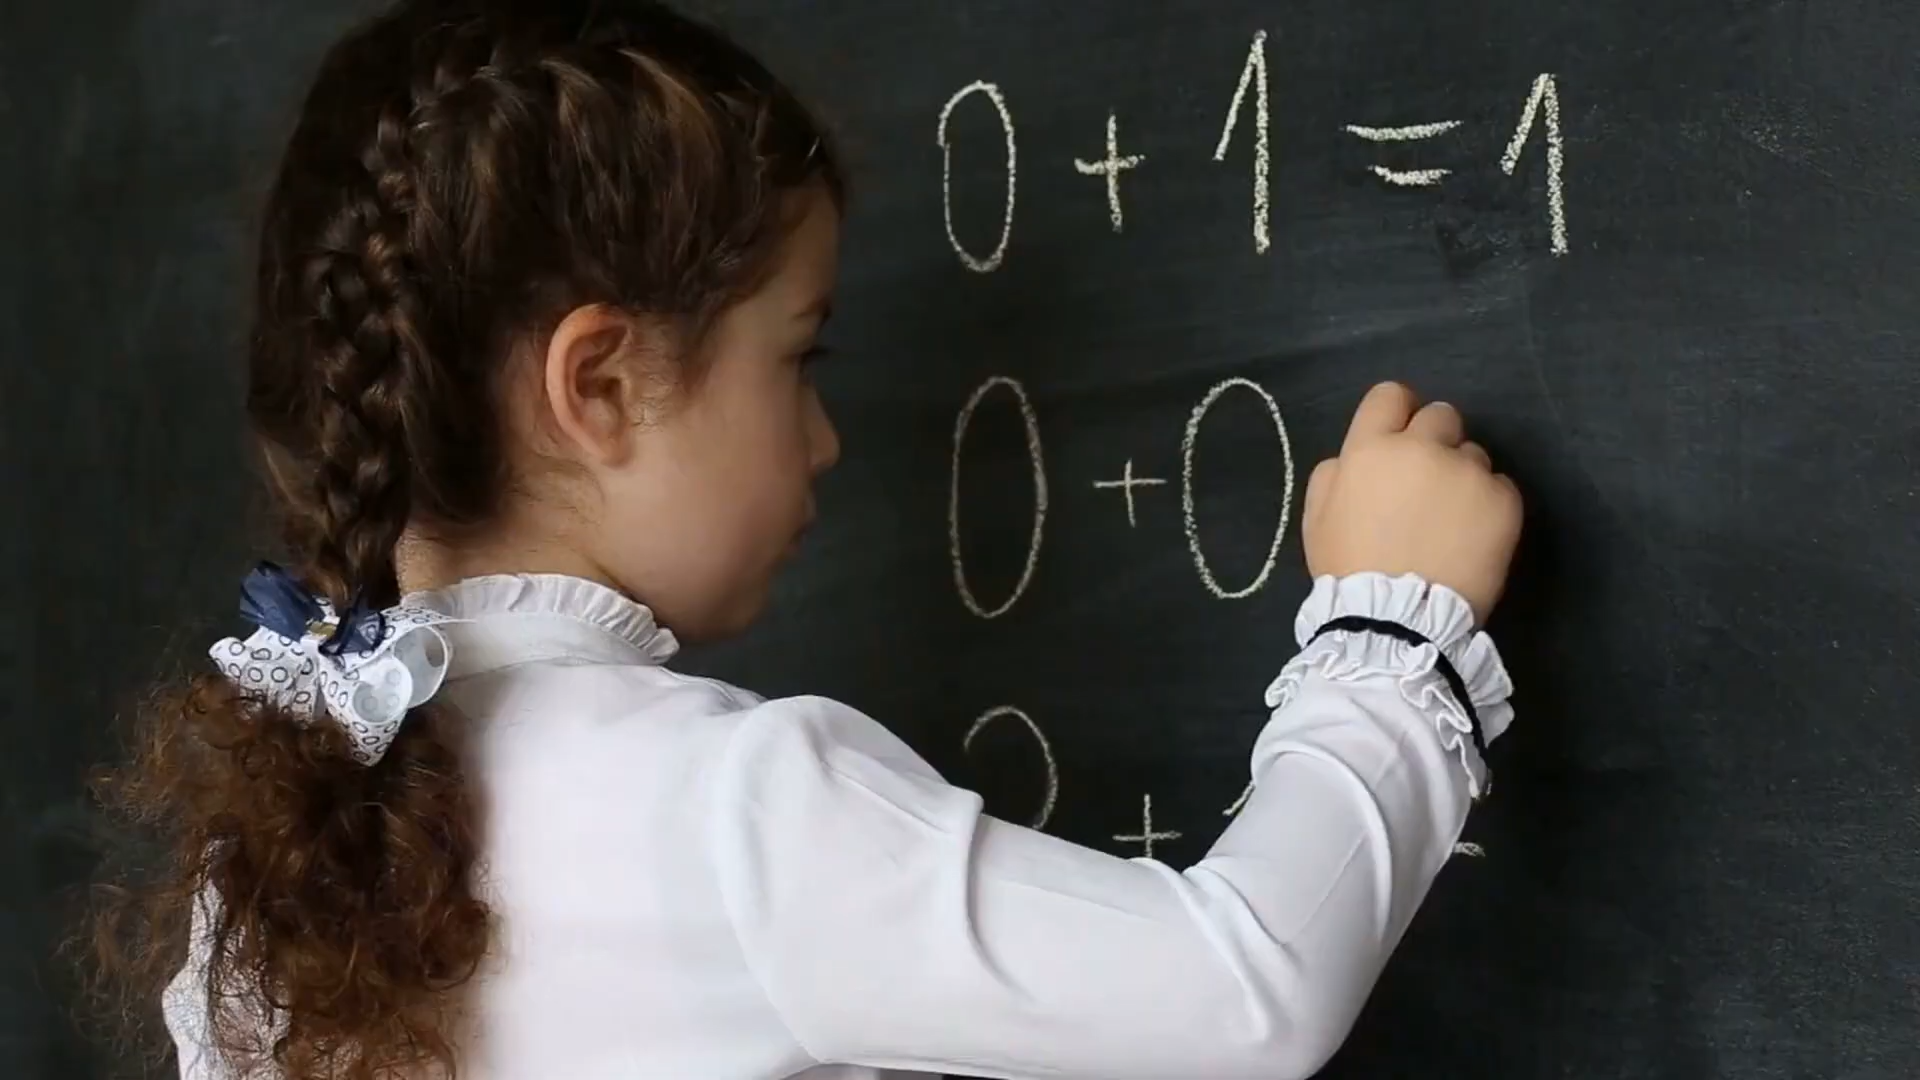 0 + 1 = 1
0 + 0
+